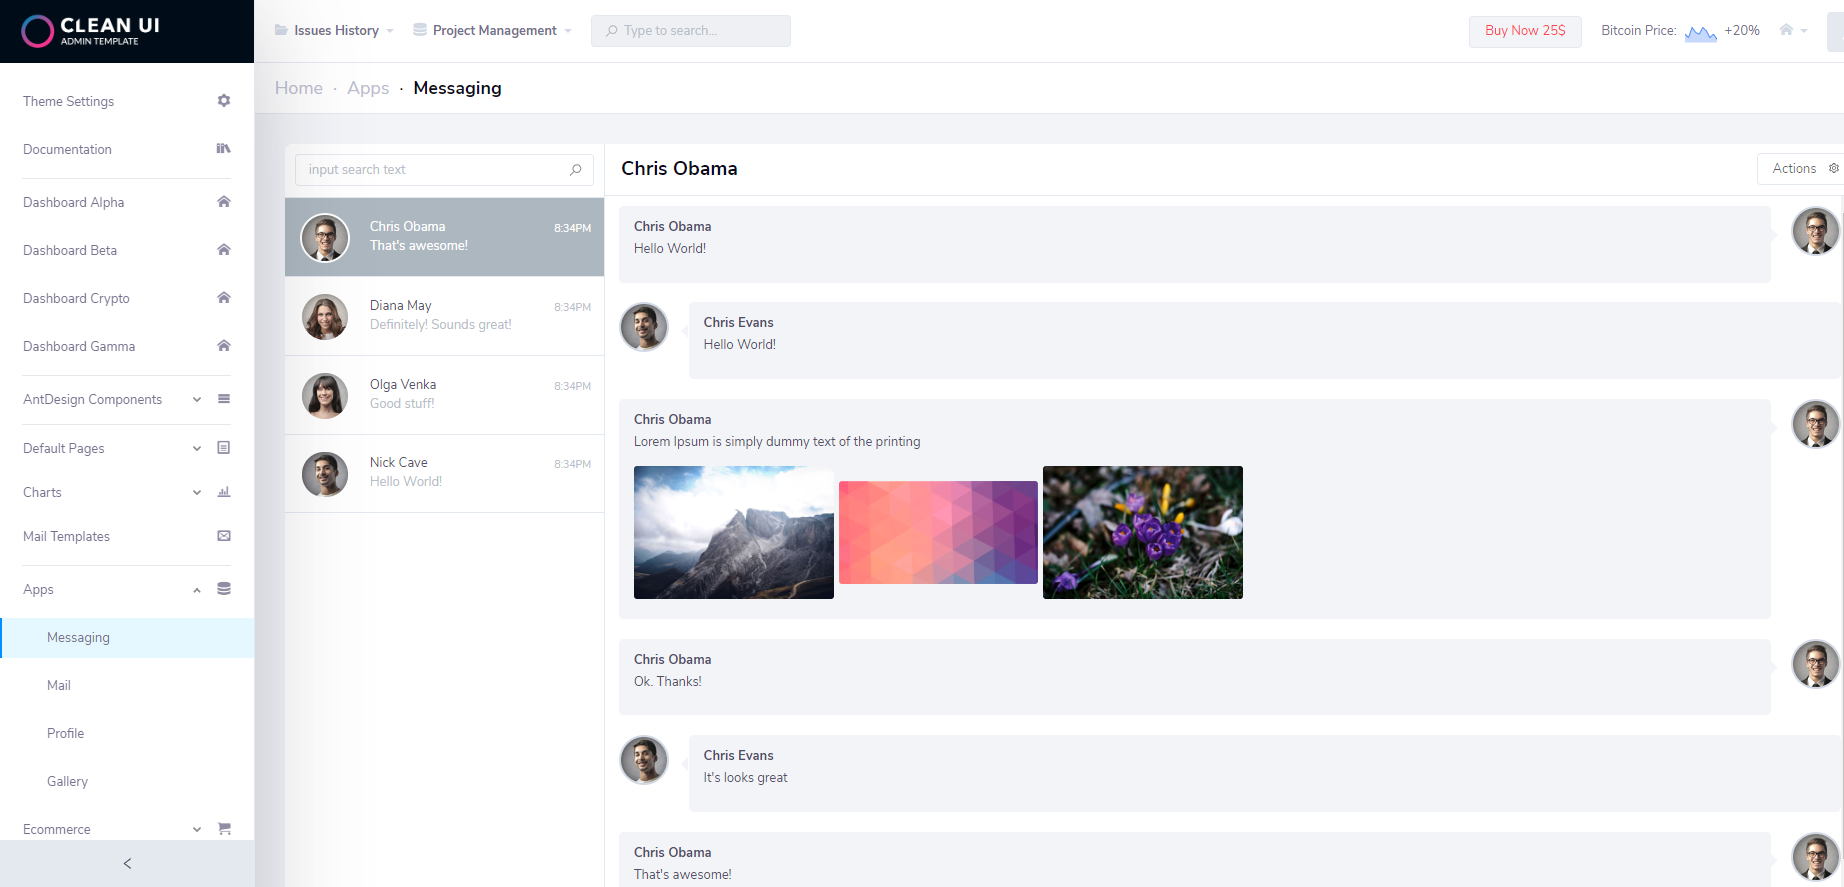 CLEAN UI
ADMIN TEMPLATE
Issues History
Project Management
Type to search...
Buy Now 25$
Bitcoin Price:
+20%
Home · Apps · Messaging
Theme Settings
Documentation
Dashboard Alpha
Dashboard Beta
Dashboard Crypto
Dashboard Gamma
AntDesign Components
Default Pages
Charts
Mail Templates
Apps
Messaging
Mail
Profile
Gallery
Ecommerce
input search text
Chris Obama 8:34PM
That's awesome!
Diana May 8:34PM
Definitely! Sounds great!
Olga Venka 8:34PM
Good stuff!
Nick Cave 8:34PM
Hello World!
Chris Obama
Actions
Chris Obama
Hello World!
Chris Evans
Hello World!
Chris Obama
Lorem Ipsum is simply dummy text of the printing
Chris Obama
Ok. Thanks!
Chris Evans
It's looks great
Chris Obama
That's awesome!